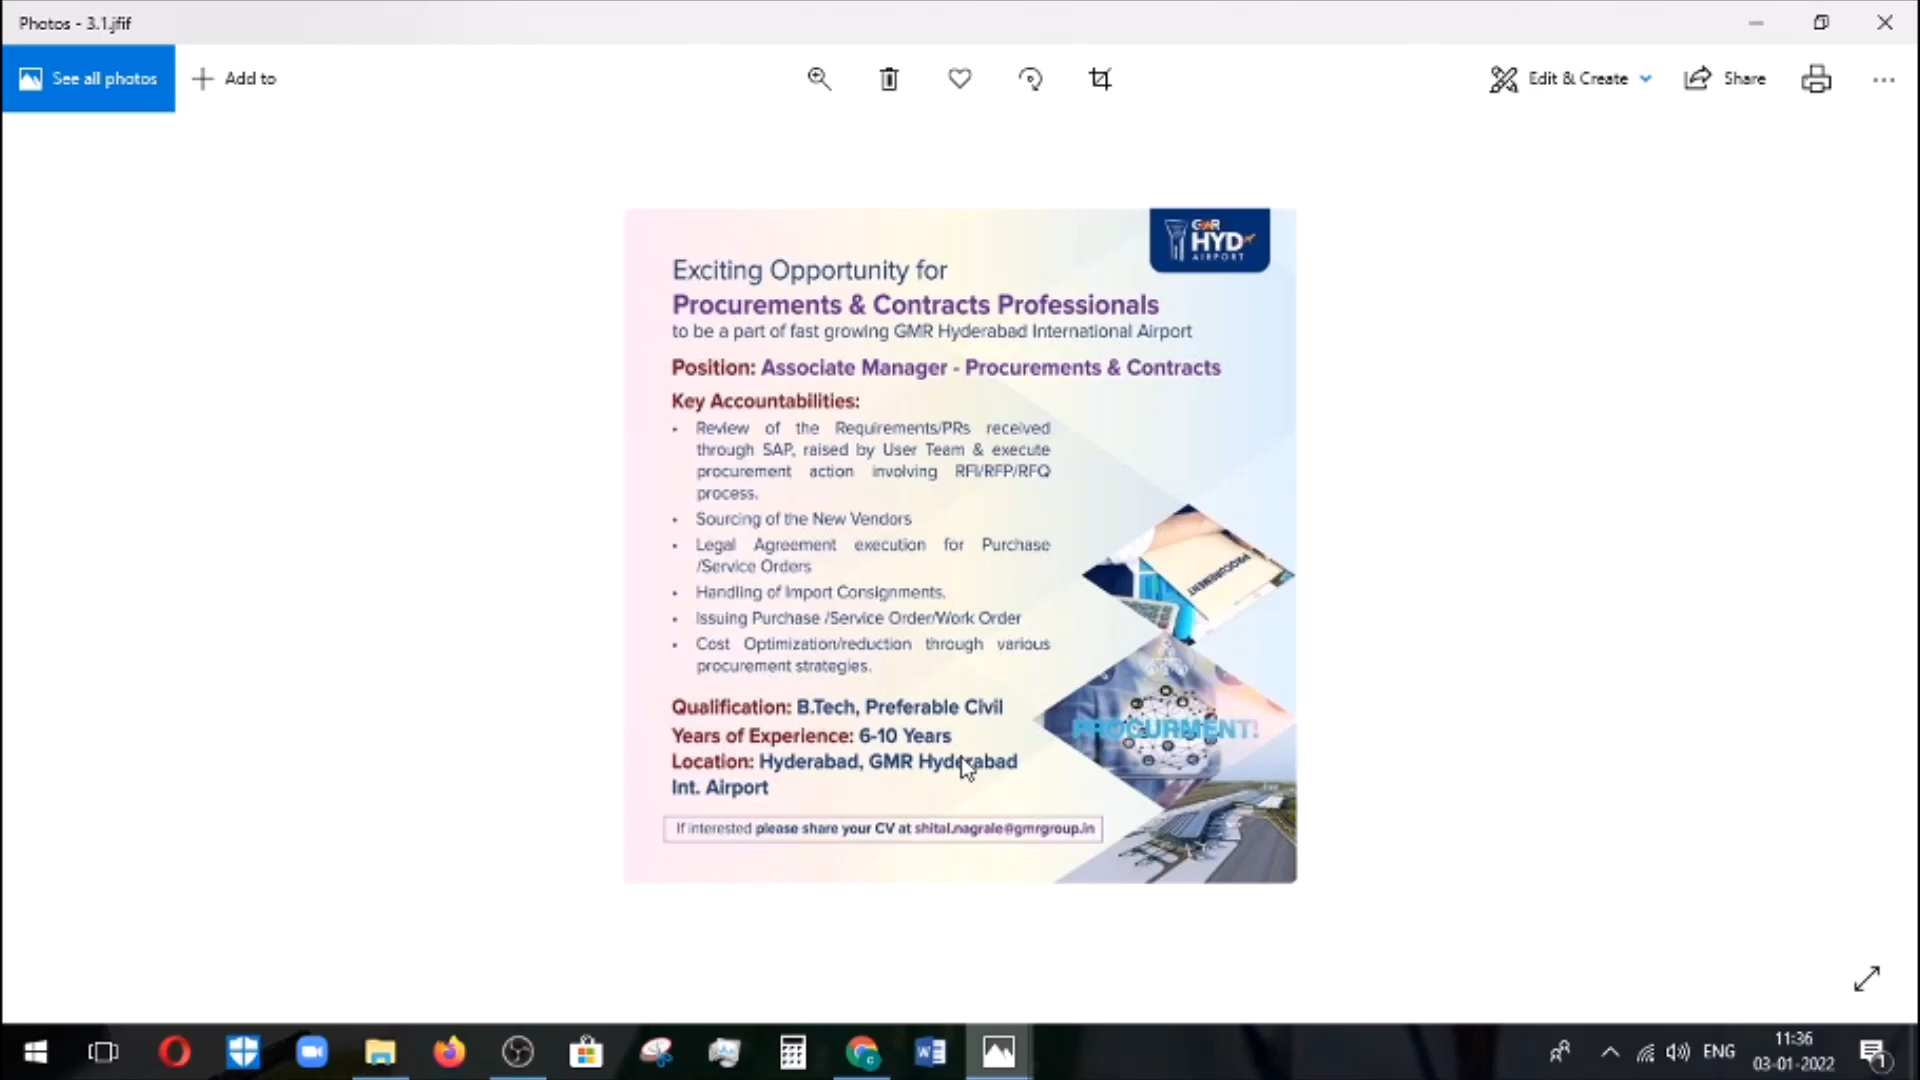 Photos - 3.1.jfif
See all photos
Add to
Edit & Create
Share
GMR
HYD
AIRPORT
Exciting Opportunity for
Procurements & Contracts Professionals
to be a part of fast growing GMR Hyderabad International Airport
Position: Associate Manager - Procurements & Contracts
Key Accountabilities:
• Review of the Requirements/PRs received
through SAP, raised by User Team & execute
procurement action involving RFI/RFP/RFQ
process.
• Sourcing of the New Vendors
• Legal Agreement execution for Purchase
/Service Orders
• Handling of Import Consignments.
• Issuing Purchase /Service Order/Work Order
• Cost Optimization/reduction through various
procurement strategies.
PROCUREMENT
PROCURMENT!
Qualification: B.Tech, Preferable Civil
Years of Experience: 6-10 Years
Location: Hyderabad, GMR Hyderabad
Int. Airport
If interested please share your CV at shital.nagrale@gmrgroup.in
ENG
11:36
03-01-2022
1